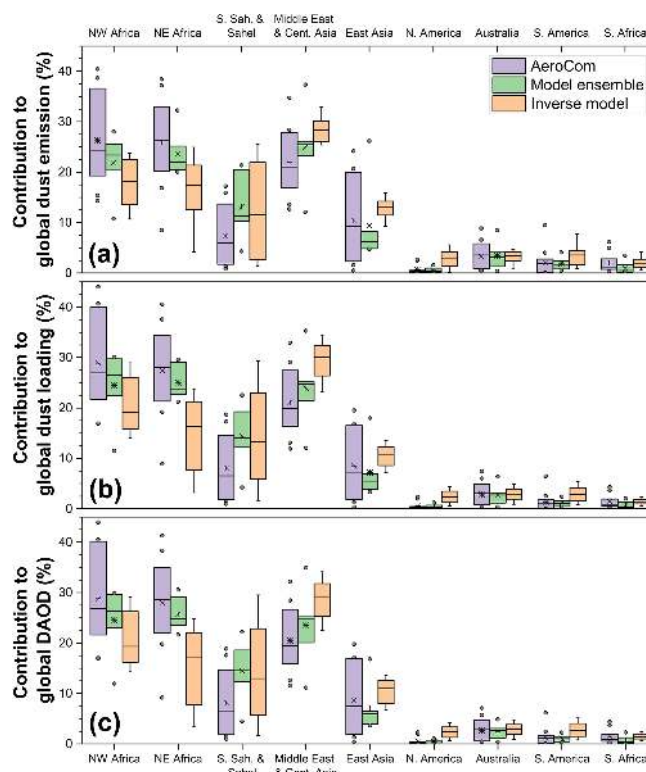 S. Sah. & Middle East
NW Africa NE Africa Sahel & Cent. Asia East Asia N. America Australia S. America S. Africa
AeroCom
Model ensemble
Inverse model
Contribution to
global dust emission (%)
40
30
20
10
0
(a)
Contribution to
global dust loading (%)
40
30
20
10
0
(b)
Contribution to
global DAOD (%)
40
30
20
10
0
(c)
NW Africa NE Africa S. Sah. & Middle East East Asia N. America Australia S. America S. Africa
Sahel & Cent. Asia